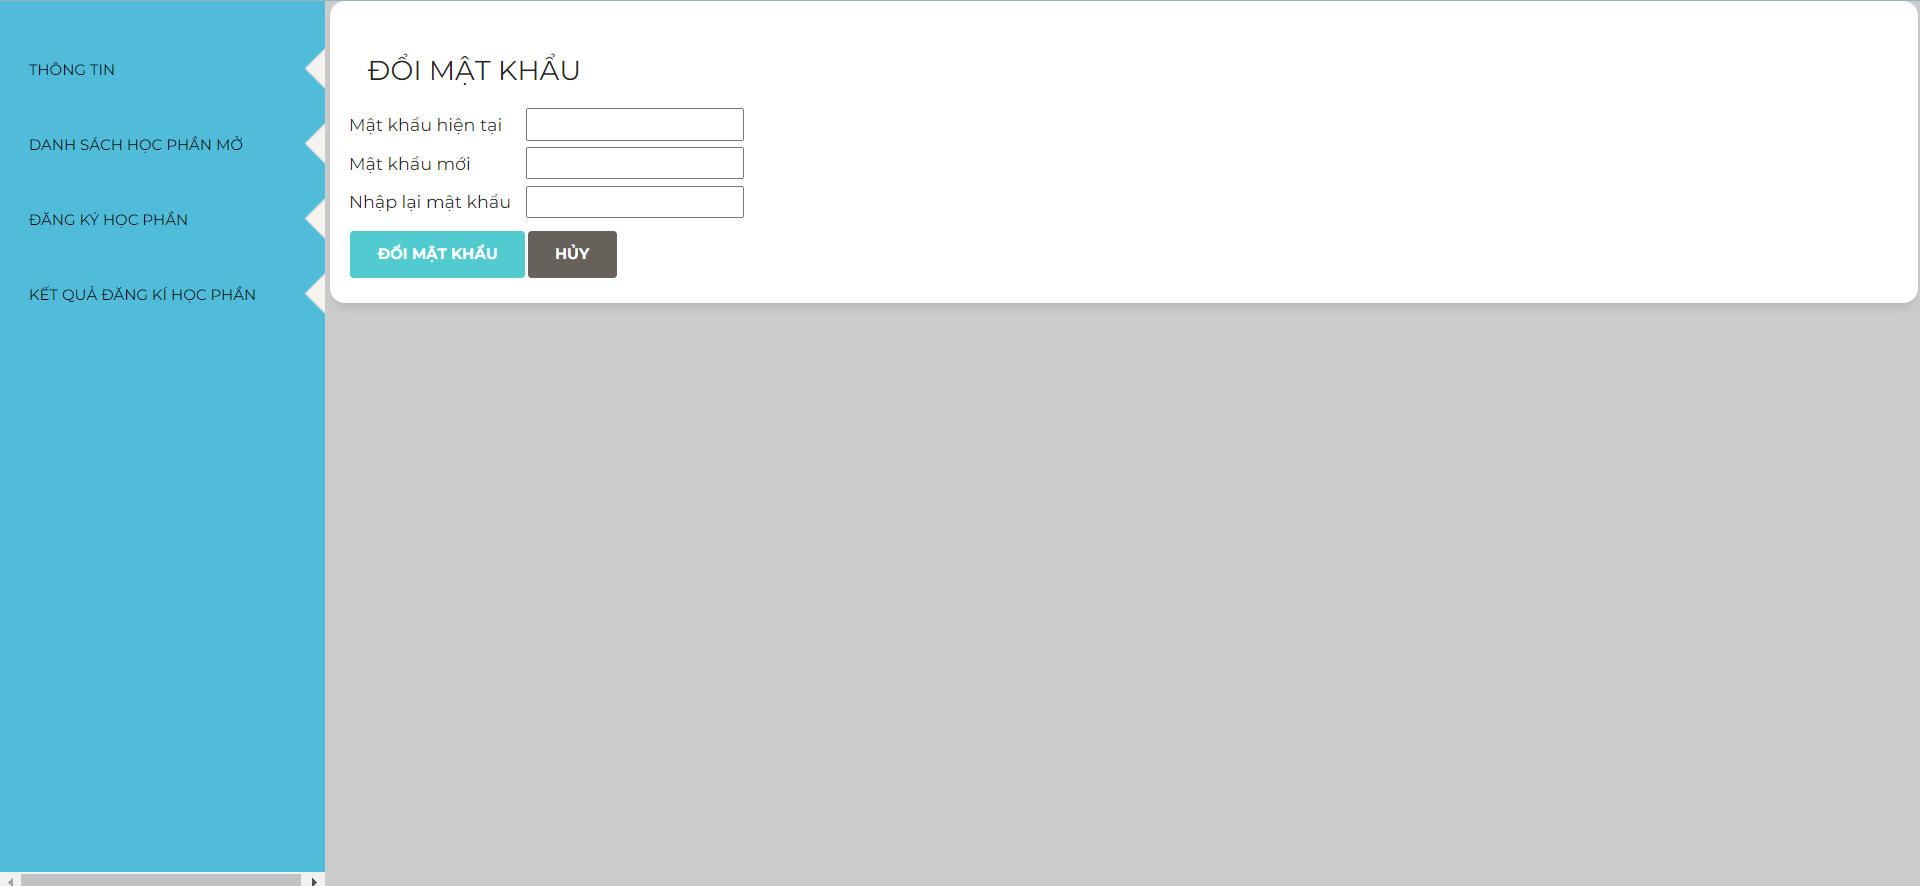 THÔNG TIN
DANH SÁCH HỌC PHẦN MỞ
ĐĂNG KÝ HỌC PHẦN
KẾT QUẢ ĐĂNG KÍ HỌC PHẦN
ĐỔI MẬT KHẨU
Mật khẩu hiện tại
Mật khẩu mới
Nhập lại mật khẩu
ĐỔI MẬT KHẨU HỦY